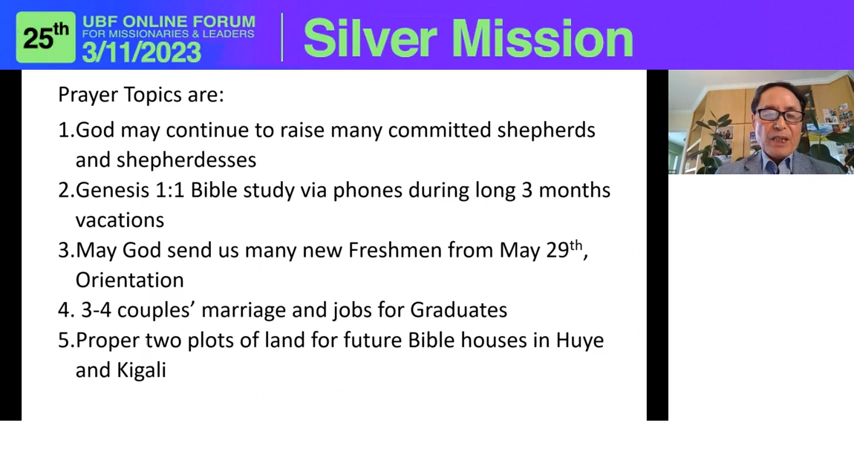 25th
UBF ONLINE FORUM
FOR MISSIONARIES & LEADERS
3/11/2023
Silver Mission
Prayer Topics are:
1.God may continue to raise many committed shepherds
and shepherdesses
2.Genesis 1:1 Bible study via phones during long 3 months
vacations
3.May God send us many new Freshmen from May 29th,
Orientation
4. 3-4 couples’ marriage and jobs for Graduates
5.Proper two plots of land for future Bible houses in Huye
and Kigali